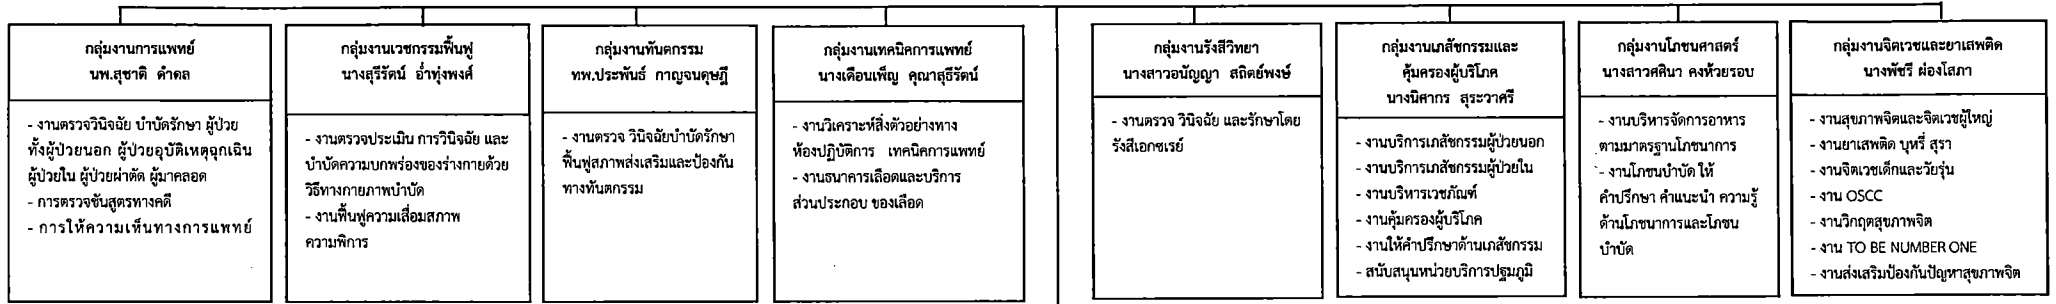 กลุ่มงานการแพทย์
นพ.สุชาติ ดำดล
- งานตรวจวินิจฉัย บำบัดรักษา ผู้ป่วย
ทั้งผู้ป่วยนอก ผู้ป่วยอุบัติเหตุฉุกเฉิน
ผู้ป่วยใน ผู้ป่วยผ่าตัด ผู้มาคลอด
- การตรวจชันสูตรทางคดี
- การให้ความเห็นทางการแพทย์
กลุ่มงานเวชกรรมฟื้นฟู
นางสุรีรัตน์ อ่ำทุ่งพงศ์
- งานตรวจประเมิน การวินิจฉัย และ
บำบัดความบกพร่องของร่างกายด้วย
วิธีทางกายภาพบำบัด
- งานฟื้นฟูความเสื่อมสภาพ
ความพิการ
กลุ่มงานทันตกรรม
ทพ.ประพันธ์ กาญจนดุษฎี
- งานตรวจ วินิจฉัยบำบัดรักษา
ฟื้นฟูสภาพส่งเสริมและป้องกัน
ทางทันตกรรม
กลุ่มงานเทคนิคการแพทย์
นางเดือนเพ็ญ คุณาสุธีรัตน์
- งานวิเคราะห์สิ่งตัวอย่างทาง
ห้องปฏิบัติการ เทคนิคการแพทย์
- งานธนาคารเลือดและบริการ
ส่วนประกอบ ของเลือด
กลุ่มงานรังสีวิทยา
นางสาวอนัญญา สถิตย์พงษ์
- งานตรวจ วินิจฉัย และรักษาโดย
รังสีเอกซเรย์
กลุ่มงานเภสัชกรรมและ
คุ้มครองผู้บริโภค
นางนิศากร สุระวาศรี
- งานบริการเภสัชกรรมผู้ป่วยนอก
- งานบริการเภสัชกรรมผู้ป่วยใน
- งานบริหารเวชภัณฑ์
- งานคุ้มครองผู้บริโภค
- งานให้คำปรึกษาด้านเภสัชกรรม
- สนับสนุนหน่วยบริการปฐมภูมิ
กลุ่มงานโภชนศาสตร์
นางสาวศศินา คงห้วยรอบ
- งานบริหารจัดการอาหาร
ตามมาตรฐานโภชนาการ
- งานโภชนบำบัด ให้
คำปรึกษา คำแนะนำ ความรู้
ด้านโภชนาการและโภชน
บำบัด
กลุ่มงานจิตเวชและยาเสพติด
นางพัชรี ผ่องโสภา
- งานสุขภาพจิตและจิตเวชผู้ใหญ่
- งานยาเสพติด บุหรี่ สุรา
- งานจิตเวชเด็กและวัยรุ่น
- งาน OSCC
- งานวิกฤตสุขภาพจิต
- งาน TO BE NUMBER ONE
- งานส่งเสริมป้องกันปัญหาสุขภาพจิต